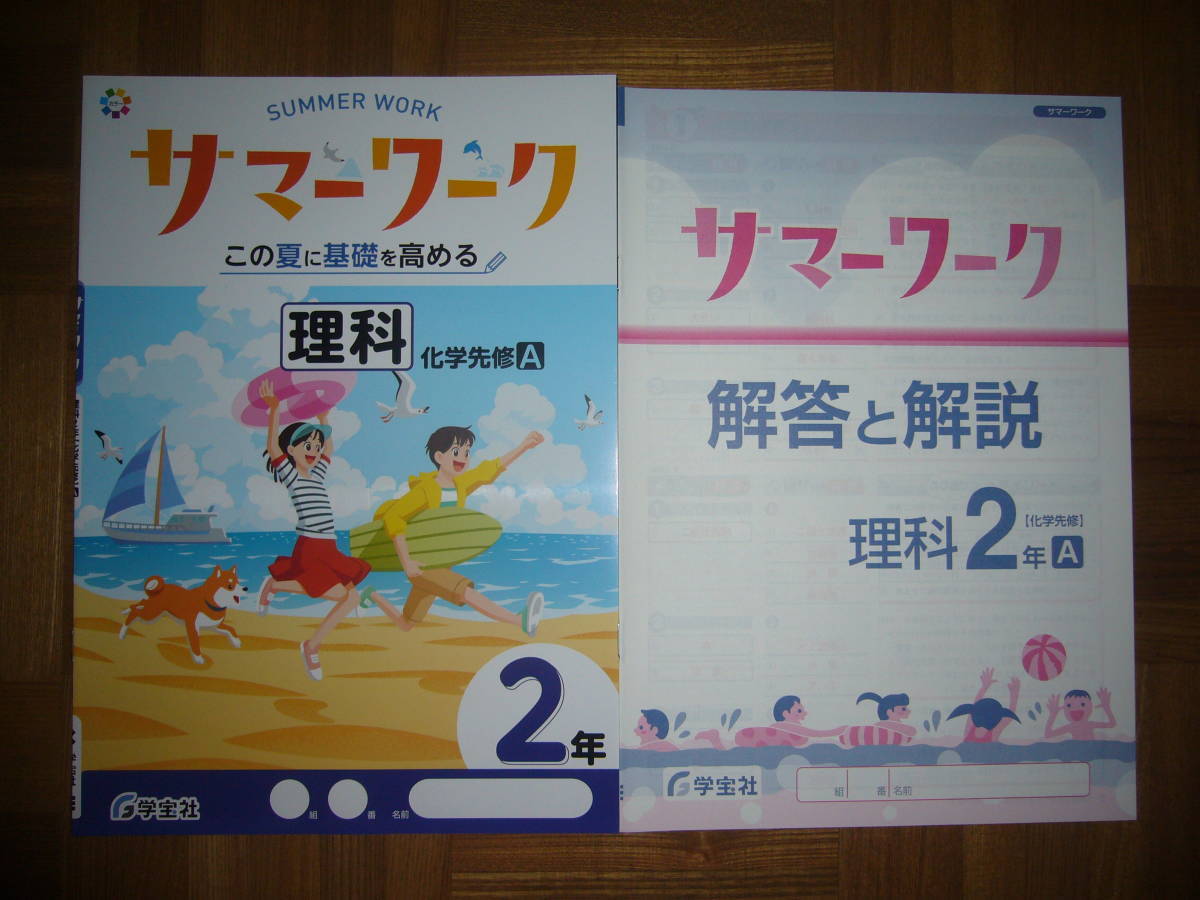 カラー
SUMMER WORK
サマーワーク
この夏に基礎を高める
理科
化学先修 A
2年
学宝社
組 番 名前
サマーワーク
サマーワーク
解答と解説
理科2年 【化学先修】 A
学宝社
組 番 名前